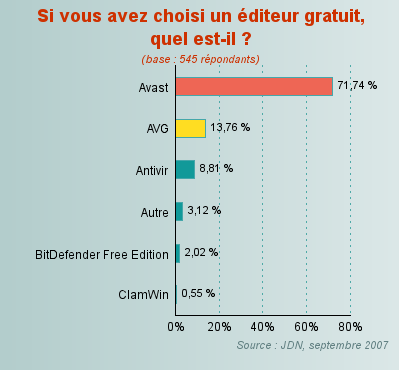 Si vous avez choisi un éditeur gratuit,
quel est-il ?
(base : 545 répondants)
Avast 71,74 %
AVG 13,76 %
Antivir 8,81 %
Autre 3,12 %
BitDefender Free Edition 2,02 %
ClamWin 0,55 %
0% 20% 40% 60% 80%
Source : JDN, septembre 2007